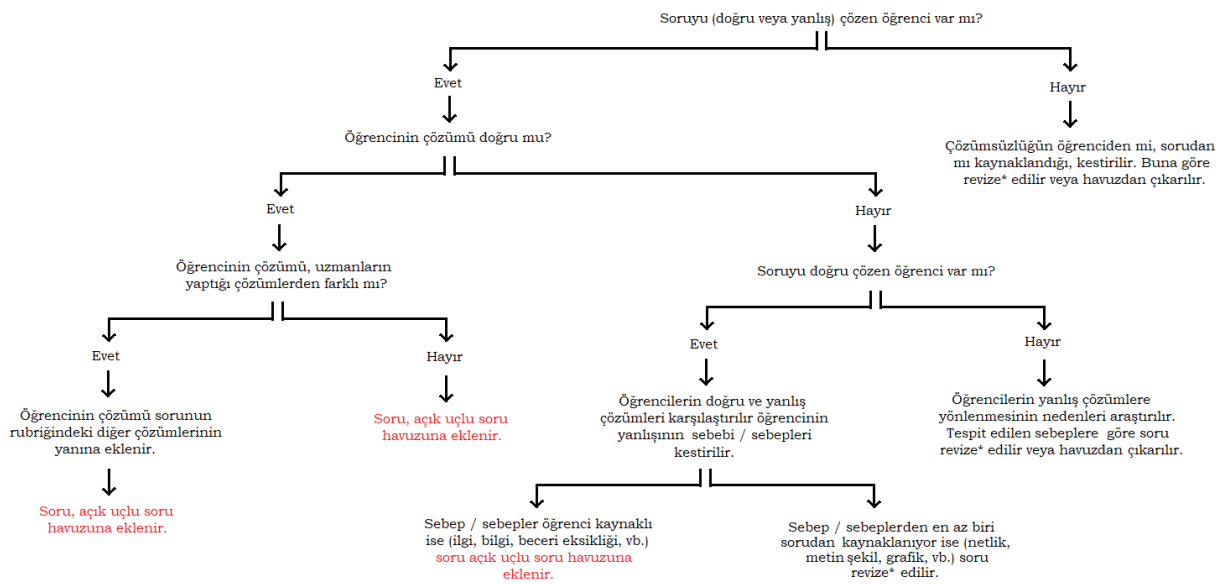 Soruyu (doğru veya yanlış) çözen öğrenci var mı?
Evet
Hayır
Öğrencinin çözümü doğru mu?
Çözümsüzlüğün öğrenciden mi, sorudan
mı kaynaklandığı, kestirilir. Buna göre
revize* edilir veya havuzdan çıkarılır.
Evet
Hayır
Öğrencinin çözümü, uzmanların
yaptığı çözümlerden farklı mı?
Soruyu doğru çözen öğrenci var mı?
Evet
Hayır
Evet
Hayır
Öğrencinin çözümü sorunun
rubriğindeki diğer çözümlerinin
yanına eklenir.
Soru, açık uçlu soru
havuzuna eklenir.
Öğrencilerin doğru ve yanlış
çözümleri karşılaştırılır öğrencinin
yanlışının sebebi / sebepleri
kestirilir.
Öğrencilerin yanlış çözümlere
yönlenmesinin nedenleri araştırılır.
Tespit edilen sebeplere göre soru
revize* edilir veya havuzdan çıkarılır.
Soru, açık uçlu soru
havuzuna eklenir.
Sebep / sebepler öğrenci kaynaklı
ise (ilgi, bilgi, beceri eksikliği, vb.)
soru açık uçlu soru havuzuna
eklenir.
Sebep / sebeplerden en az biri
sorudan kaynaklanıyor ise (netlik,
metin şekil, grafik, vb.) soru
revize* edilir.